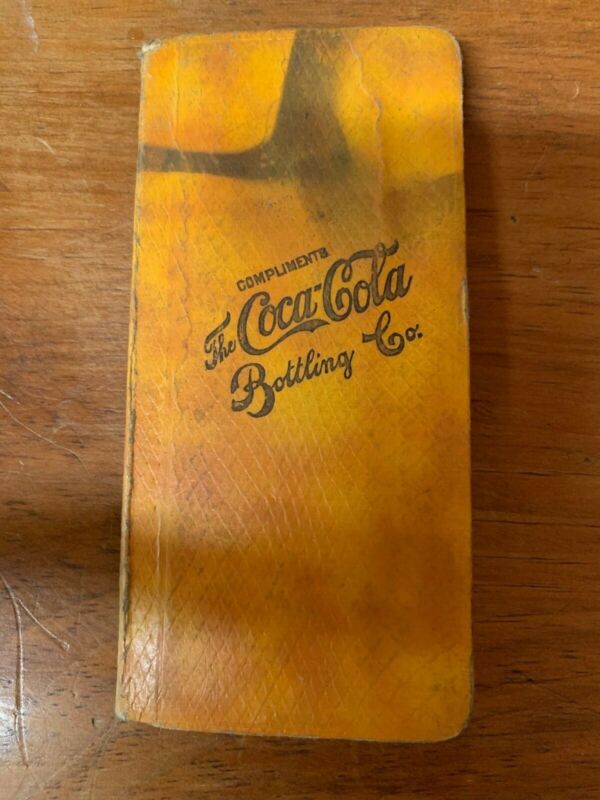 COMPLIMENTS
The Coca-Cola
Bottling Co.